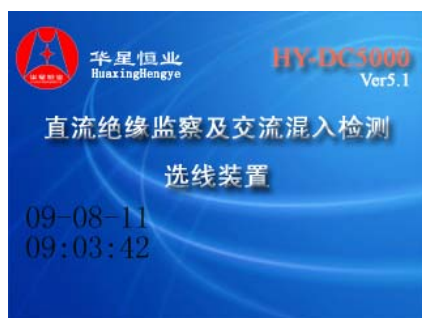 华星恒业
HuaxingHengye
HY-DC5000
Ver5.1
直流绝缘监察及交流混入检测
选线装置
09-08-11
09:03:42